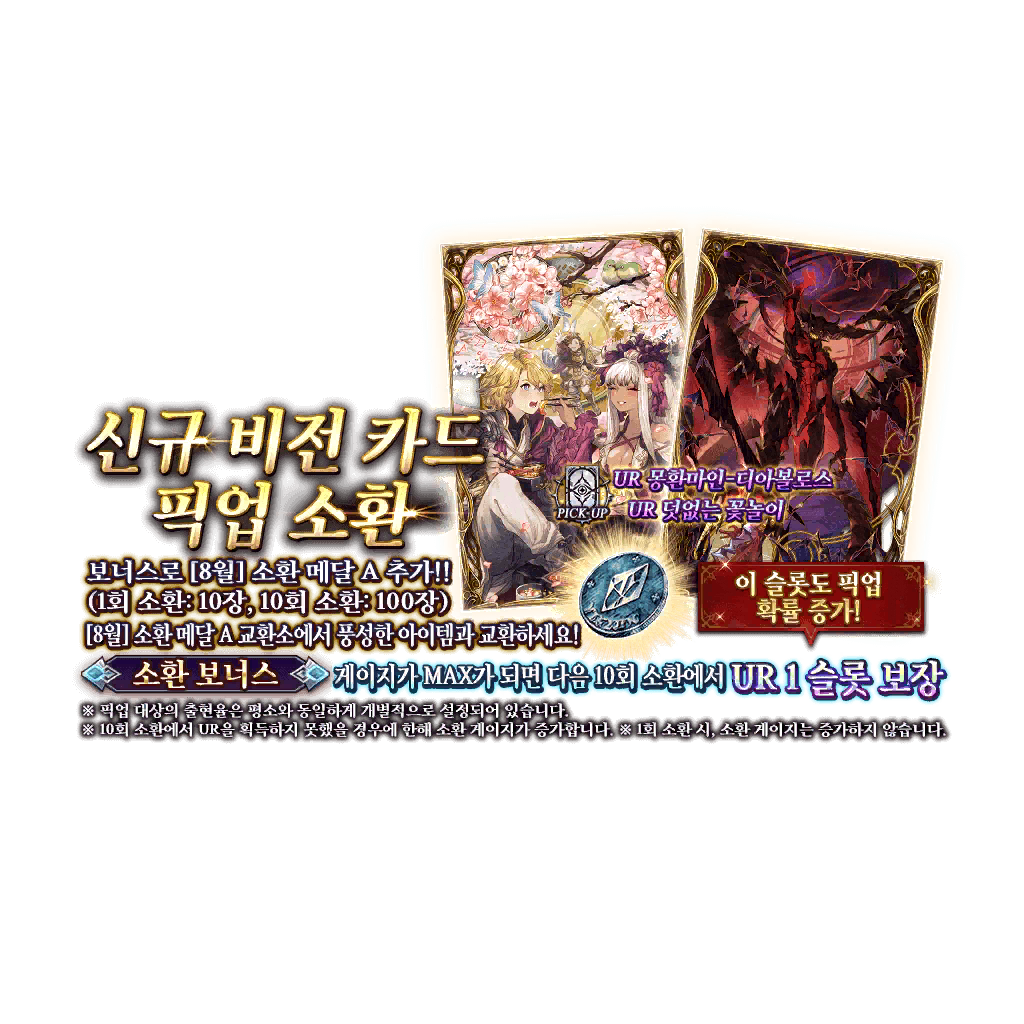 신규 비전 카드
픽업 소환
PICK-UP
UR 몽환마인-디아볼로스
UR 덧없는 꽃놀이
보너스로 [8월] 소환 메달 A 추가!!
(1회 소환: 10장, 10회 소환: 100장)
[8월] 소환 메달 A 교환소에서 풍성한 아이템과 교환하세요!
이 슬롯도 픽업
확률 증가!
소환 보너스 게이지가 MAX가 되면 다음 10회 소환에서 UR 1 슬롯 보장
※ 픽업 대상의 출현율은 평소와 동일하게 개별적으로 설정되어 있습니다.
※ 10회 소환에서 UR을 획득하지 못했을 경우에 한해 소환 게이지가 증가합니다. ※ 1회 소환 시, 소환 게이지는 증가하지 않습니다.